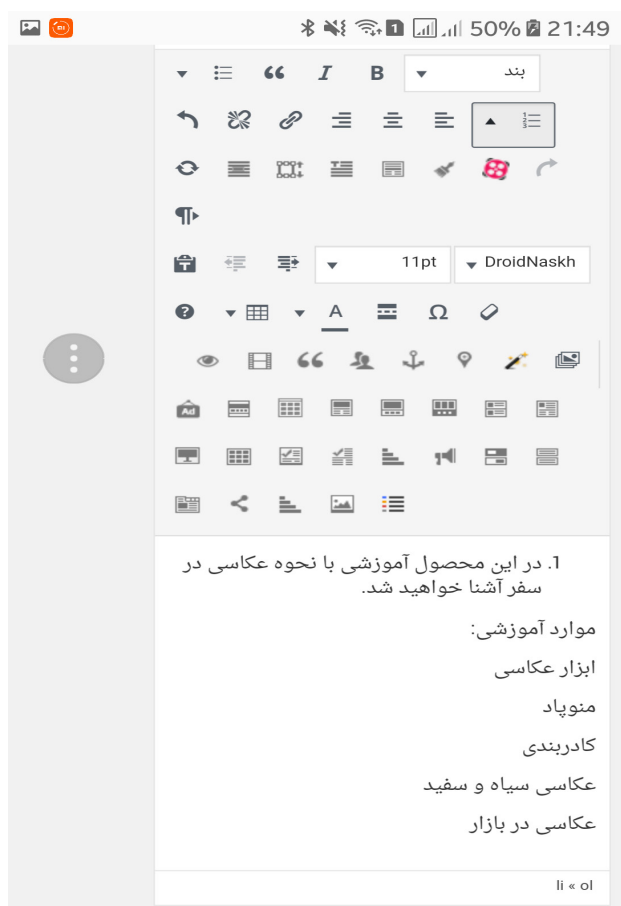 50% 21:49
بند
B I
11pt DroidNaskh
A Ω
Ad
1. در این محصول آموزشی با نحوه عکاسی در
سفر آشنا خواهید شد.
موارد آموزشی:
ابزار عکاسی
منوپاد
کادربندی
عکاسی سیاه و سفید
عکاسی در بازار
li « ol